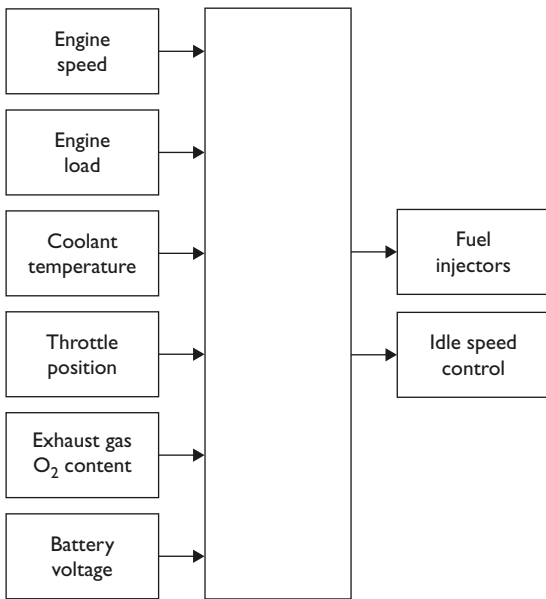 Engine
speed
Engine
load
Coolant
temperature
Throttle
position
Exhaust gas
O₂ content
Battery
voltage
Fuel
injectors
Idle speed
control